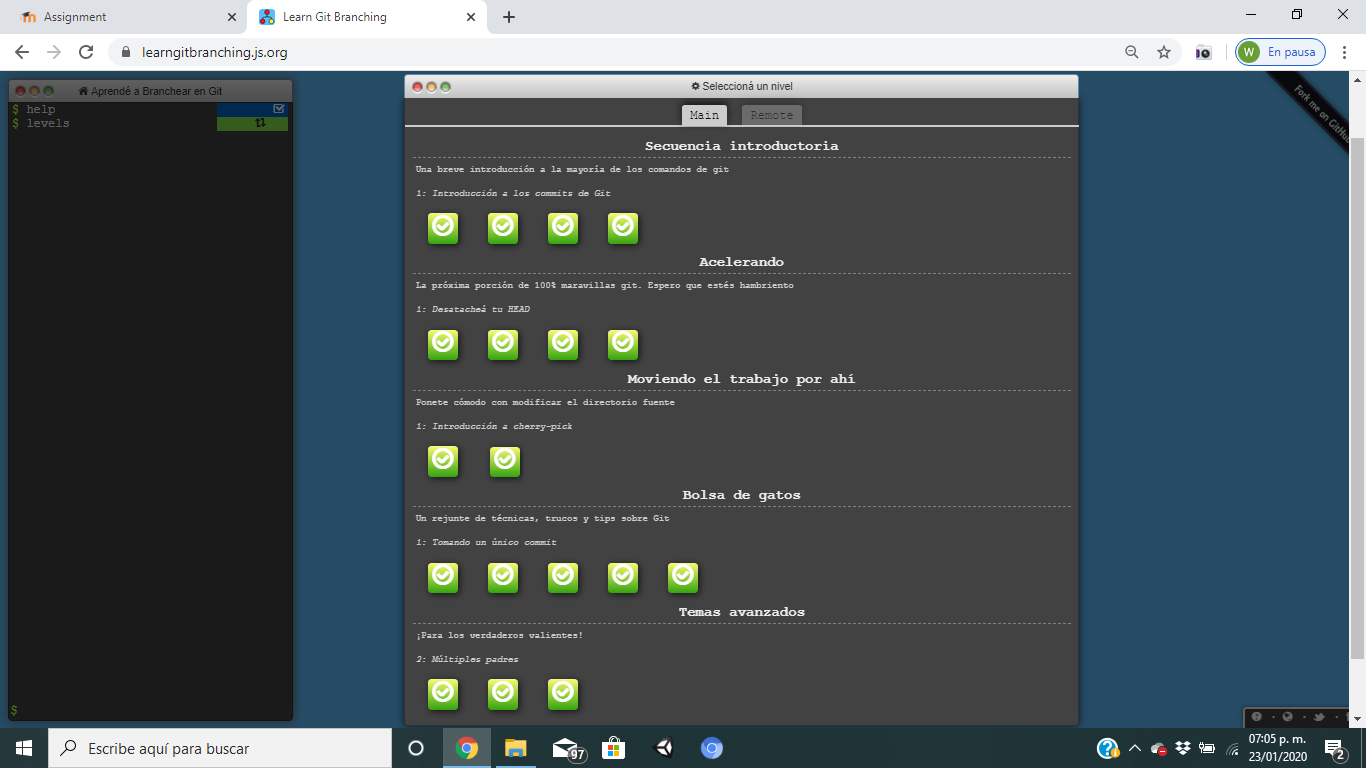 Assignment
Learn Git Branching
learngitbranching.js.org
W
En pausa
Aprendé a Branchear en Git
$ help
$ levels
$
Seleccioná un nivel
Main
Remote
Secuencia introductoria
Una breve introducción a la mayoría de los comandos de git
1: Introducción a los commits de Git
Acelerando
La próxima porción de 100% maravillas git. Espero que estés hambriento
1: Desatacheá tu HEAD
Moviendo el trabajo por ahí
Ponete cómodo con modificar el directorio fuente
1: Introducción a cherry-pick
Bolsa de gatos
Un rejunte de técnicas, trucos y tips sobre Git
1: Tomando un único commit
Temas avanzados
¡Para los verdaderos valientes!
2: Múltiples padres
Fork me on GitHub
Escribe aquí para buscar
97
07:05 p. m.
23/01/2020
2